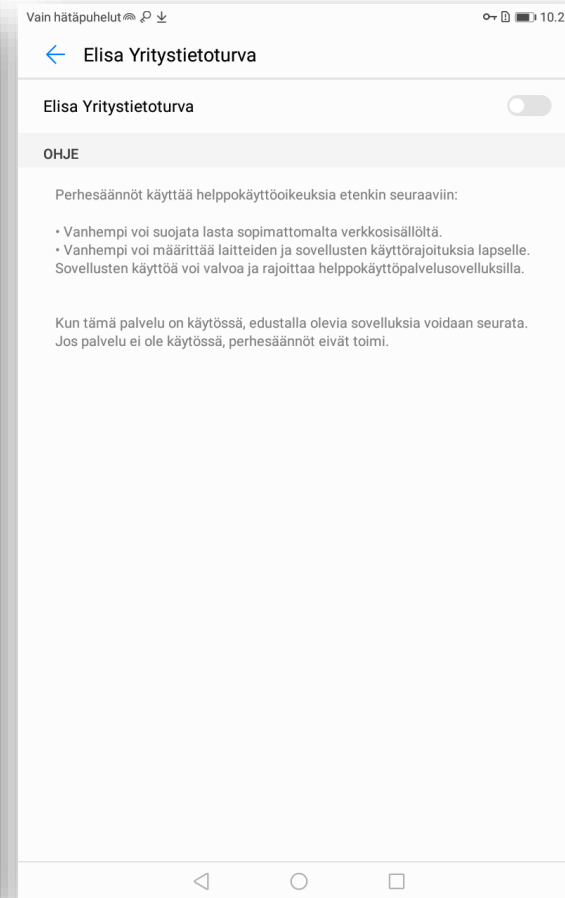 Vain hätäpuhelut 10.2
Elisa Yritystietoturva
Elisa Yritystietoturva
OHJE
Perhesäännöt käyttää helppokäyttöoikeuksia etenkin seuraaviin:
• Vanhempi voi suojata lasta sopimattomalta verkkosisällöltä.
• Vanhempi voi määrittää laitteiden ja sovellusten käyttörajoituksia lapselle.
Sovellusten käyttöä voi valvoa ja rajoittaa helppokäyttöpalvelusovelluksilla.
Kun tämä palvelu on käytössä, edustalla olevia sovelluksia voidaan seurata.
Jos palvelu ei ole käytössä, perhesäännöt eivät toimi.